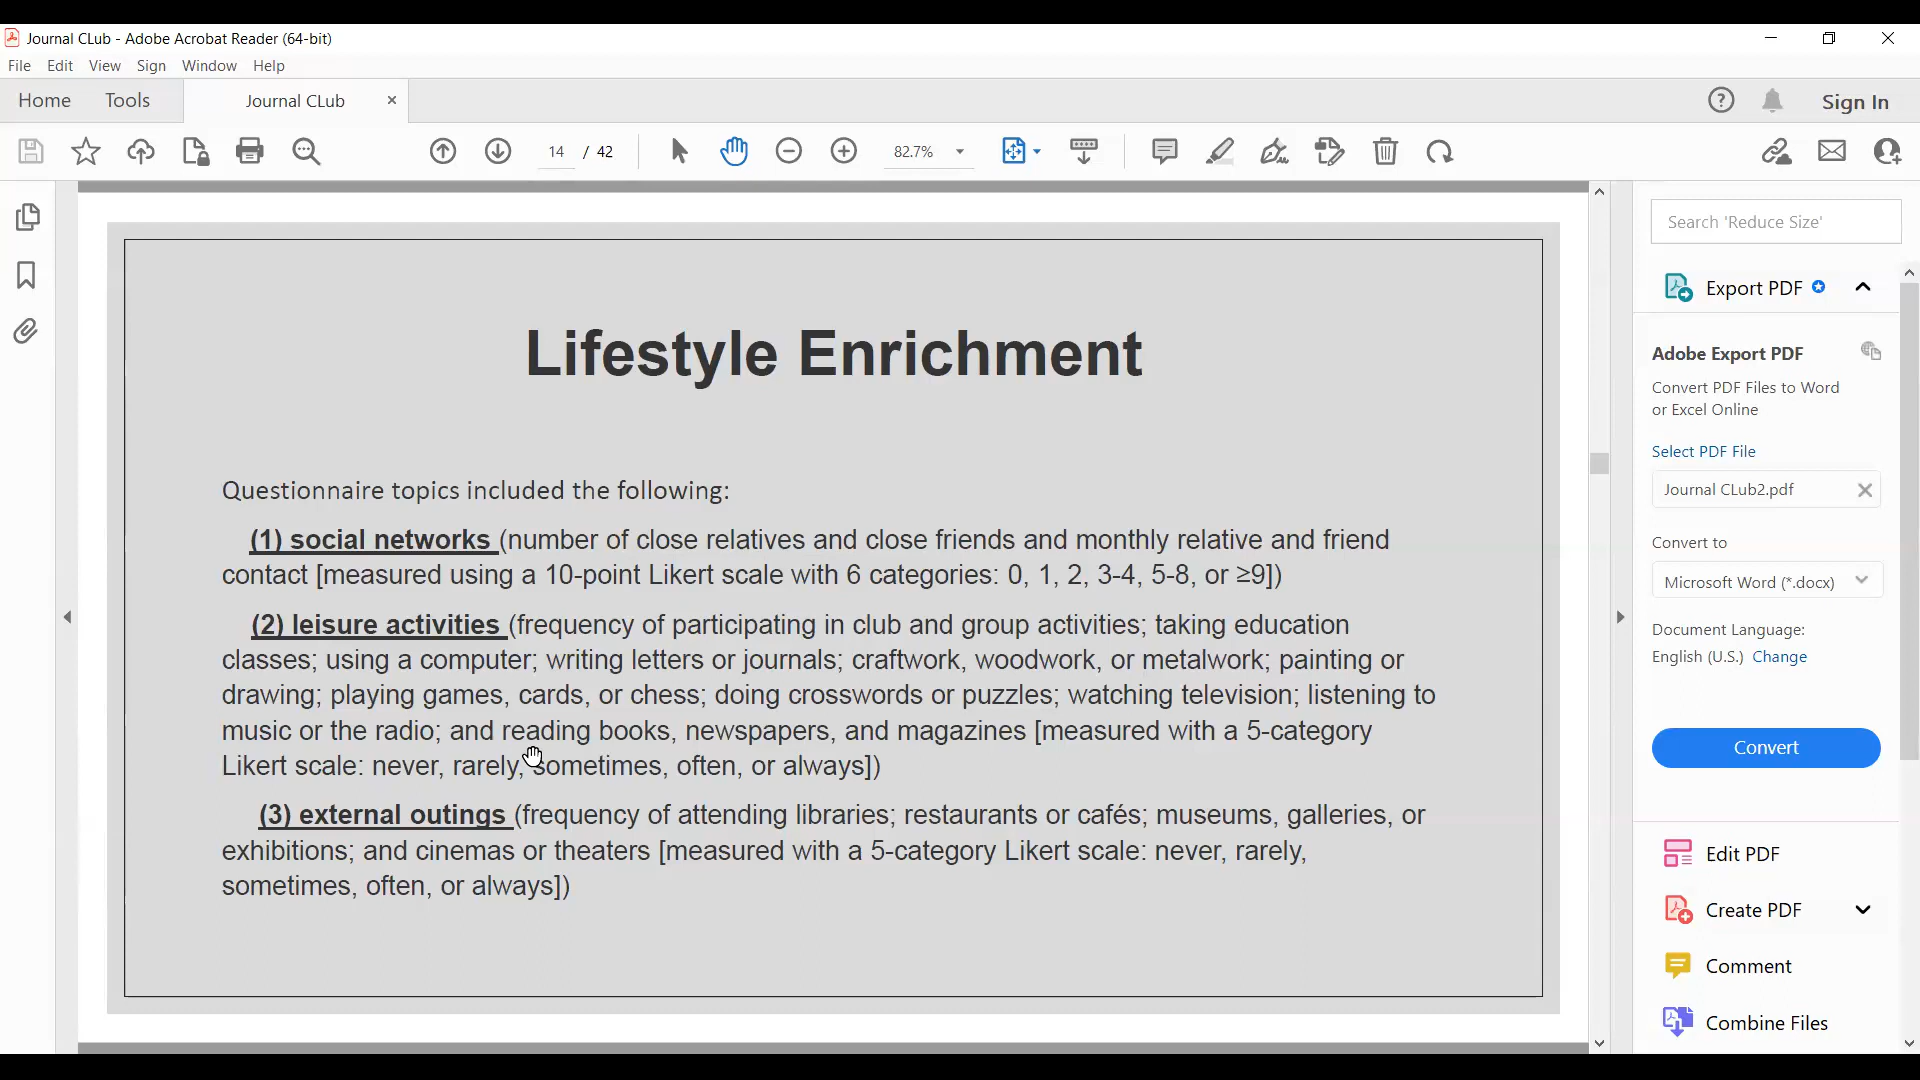 Journal CLub - Adobe Acrobat Reader (64-bit)
File Edit View Sign Window Help
Home Tools Journal CLub Sign In
14 / 42 82.7%
Lifestyle Enrichment
Questionnaire topics included the following:
(1) social networks (number of close relatives and close friends and monthly relative and friend
contact [measured using a 10-point Likert scale with 6 categories: 0, 1, 2, 3-4, 5-8, or ≥9])
(2) leisure activities (frequency of participating in club and group activities; taking education
classes; using a computer; writing letters or journals; craftwork, woodwork, or metalwork; painting or
drawing; playing games, cards, or chess; doing crosswords or puzzles; watching television; listening to
music or the radio; and reading books, newspapers, and magazines [measured with a 5-category
Likert scale: never, rarely, sometimes, often, or always])
(3) external outings (frequency of attending libraries; restaurants or cafés; museums, galleries, or
exhibitions; and cinemas or theaters [measured with a 5-category Likert scale: never, rarely,
sometimes, often, or always])
Search 'Reduce Size'
Export PDF
Adobe Export PDF
Convert PDF Files to Word
or Excel Online
Select PDF File
Journal CLub2.pdf
Convert to
Microsoft Word (*.docx)
Document Language:
English (U.S.) Change
Convert
Edit PDF
Create PDF
Comment
Combine Files